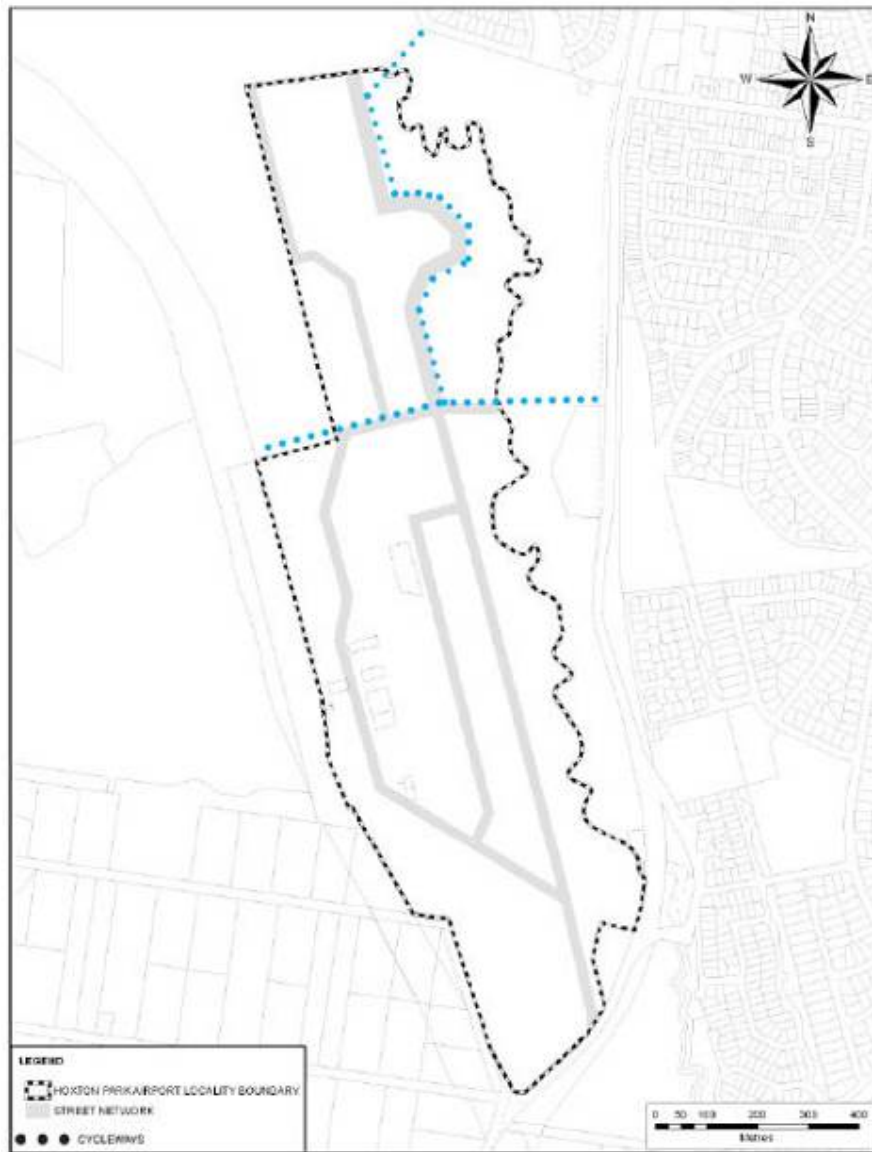 N
W E
S
LEGEND
HOXTON PARK AIRPORT LOCALITY BOUNDARY
STREET NETWORK
CYCLEWAYS
0 50 100 200 300 400
Metres